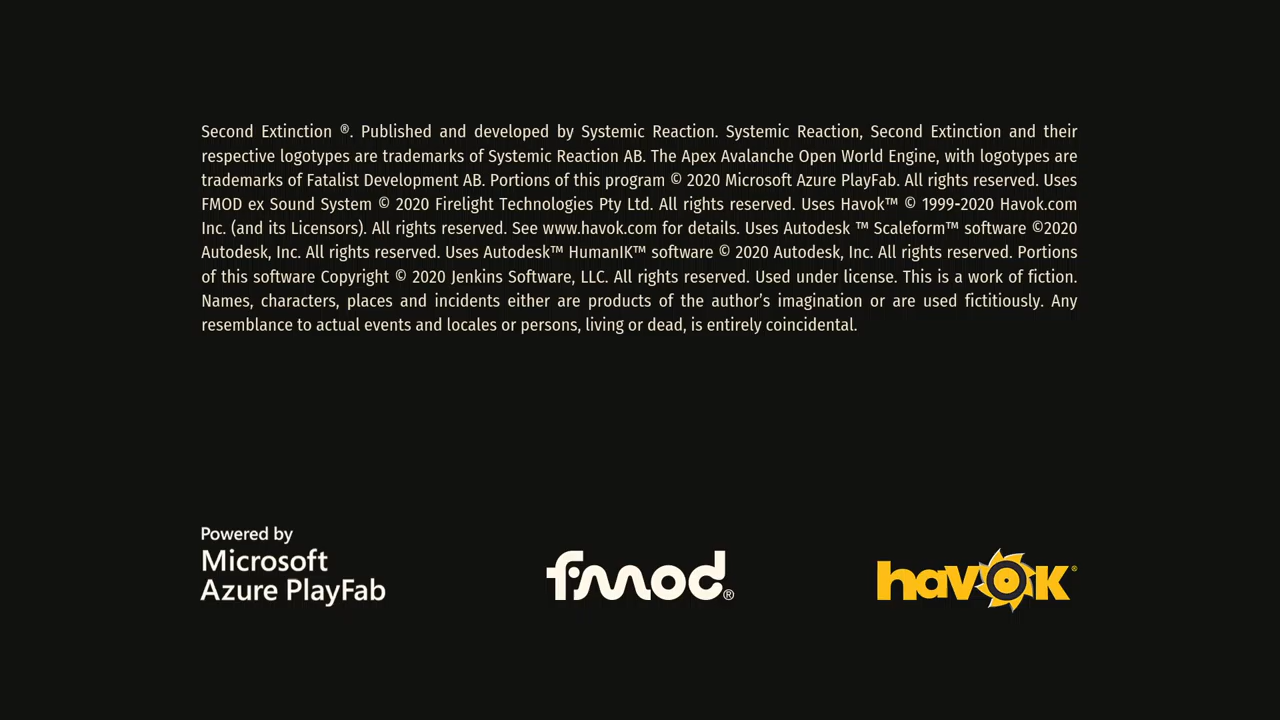 Second Extinction ®. Published and developed by Systemic Reaction. Systemic Reaction, Second Extinction and their
respective logotypes are trademarks of Systemic Reaction AB. The Apex Avalanche Open World Engine, with logotypes are
trademarks of Fatalist Development AB. Portions of this program © 2020 Microsoft Azure PlayFab. All rights reserved. Uses
FMOD ex Sound System © 2020 Firelight Technologies Pty Ltd. All rights reserved. Uses Havok™ © 1999-2020 Havok.com
Inc. (and its Licensors). All rights reserved. See www.havok.com for details. Uses Autodesk ™ Scaleform™ software ©2020
Autodesk, Inc. All rights reserved. Uses Autodesk™ HumanIK™ software © 2020 Autodesk, Inc. All rights reserved. Portions
of this software Copyright © 2020 Jenkins Software, LLC. All rights reserved. Used under license. This is a work of fiction.
Names, characters, places and incidents either are products of the author's imagination or are used fictitiously. Any
resemblance to actual events and locales or persons, living or dead, is entirely coincidental.
Powered by
Microsoft
Azure PlayFab
fmod®
havok®